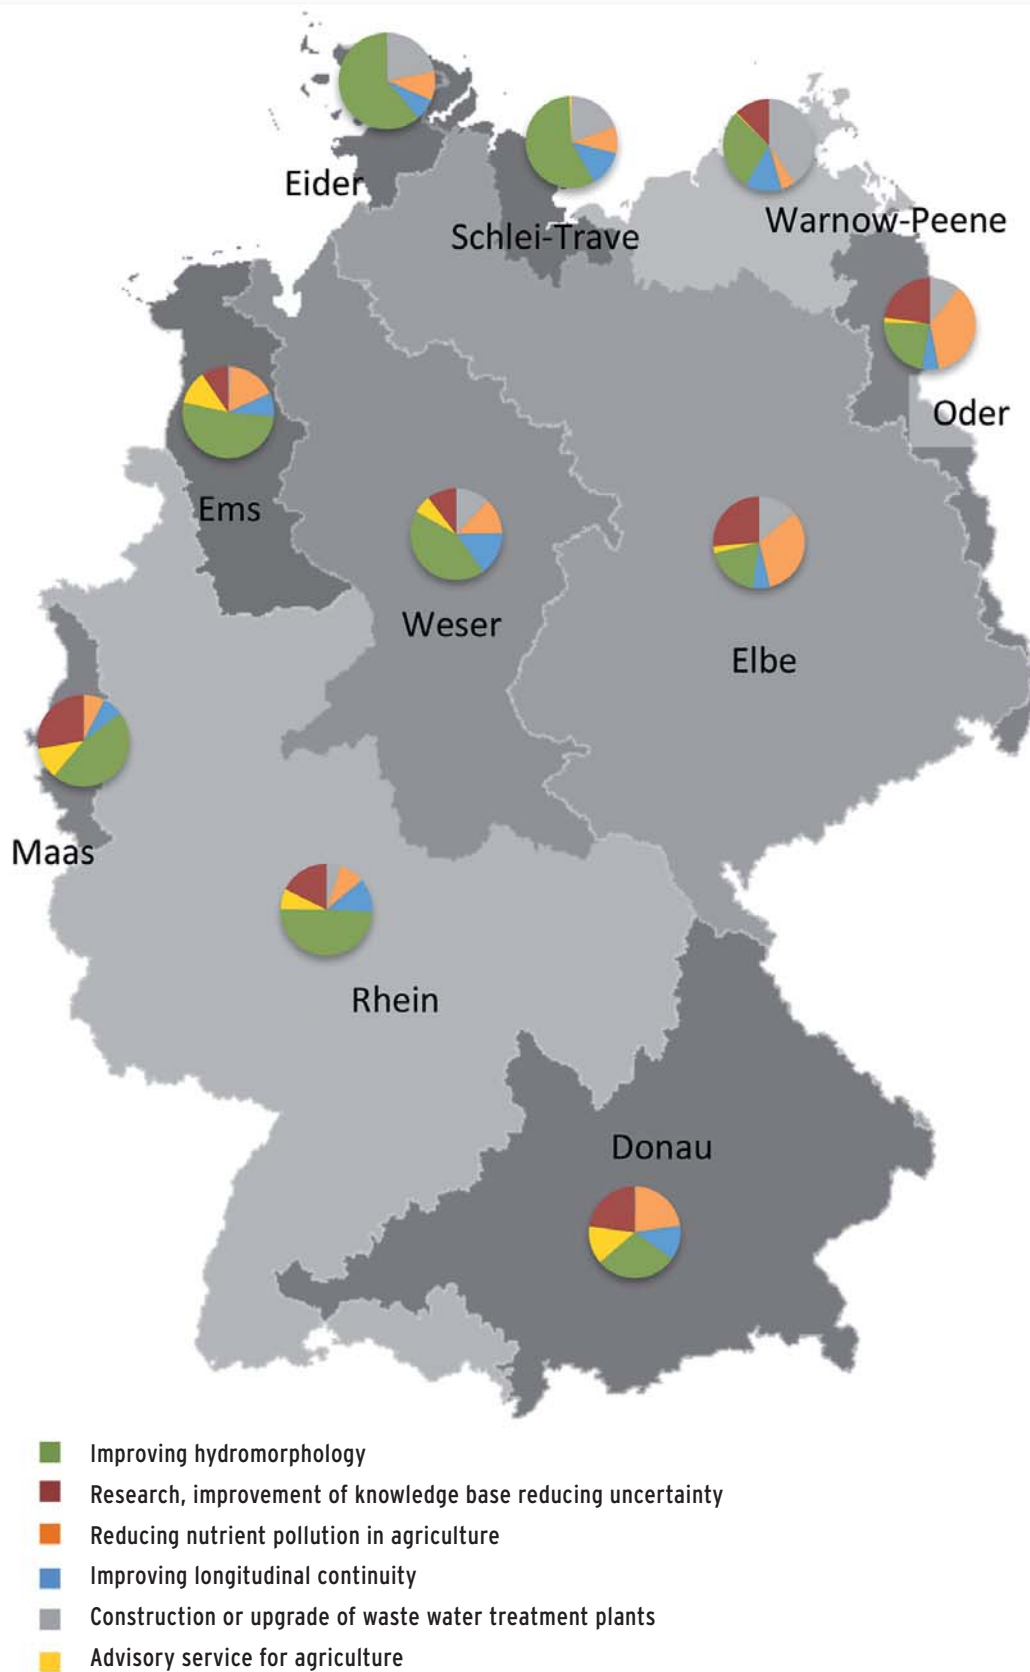 Eider
Schlei-Trave
Warnow-Peene
Oder
Ems
Weser
Elbe
Maas
Rhein
Donau
Improving hydromorphology
Research, improvement of knowledge base reducing uncertainty
Reducing nutrient pollution in agriculture
Improving longitudinal continuity
Construction or upgrade of waste water treatment plants
Advisory service for agriculture